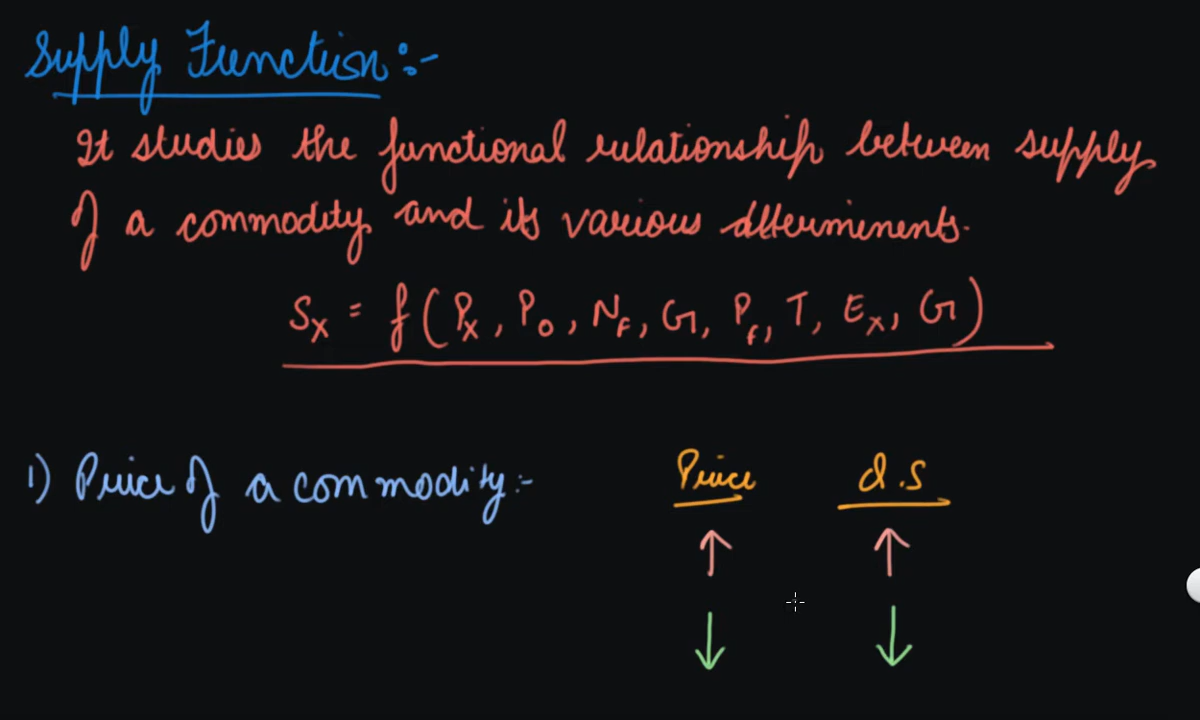 Supply Function:-
It studies the functional relationship between supply
of a commodity and its various determinents.
Sx = f(Px, Po, NF, G, Pf, T, Ex, G)
1) Price of a commodity:-
Price d.S
↑ ↑
↓ ↓